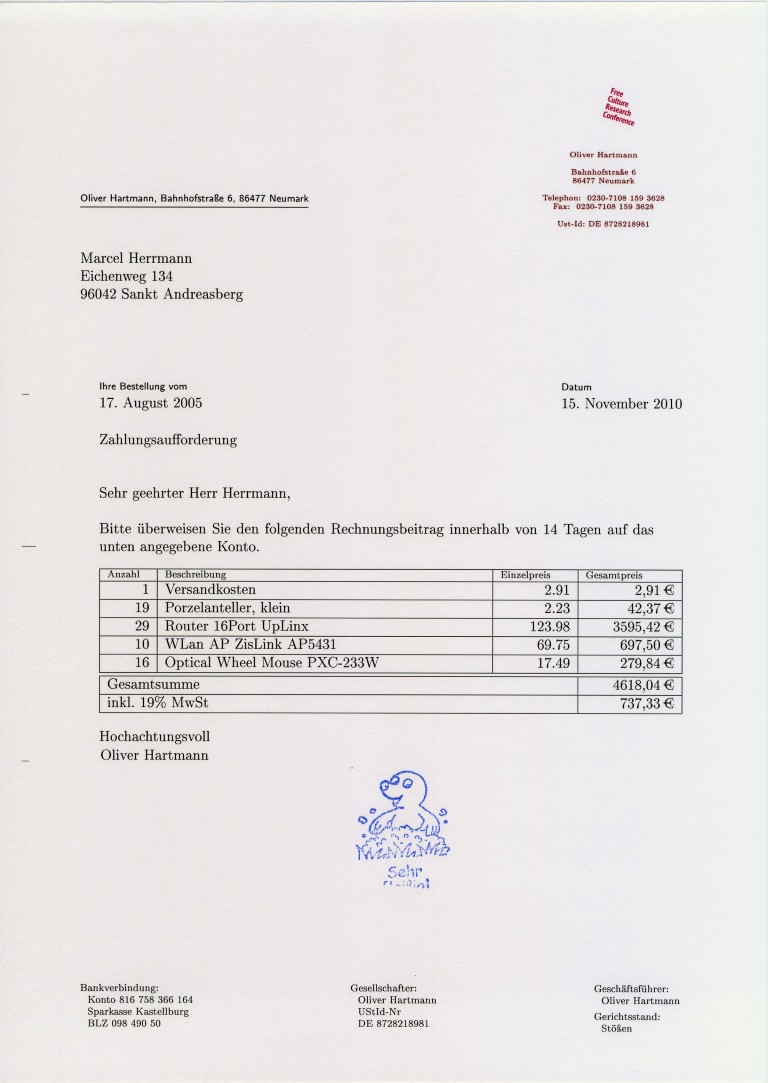 Free
Culture
Research
Conference
Oliver Hartmann
Bahnhofstraße 6
86477 Neumark
Telephon: 0230-7108 159 3628
Fax: 0230-7108 159 3628
Ust-Id: DE 8728218981
Oliver Hartmann, Bahnhofstraße 6, 86477 Neumark
Marcel Herrmann
Eichenweg 134
96042 Sankt Andreasberg
Ihre Bestellung vom Datum
17. August 2005 15. November 2010
Zahlungsaufforderung
Sehr geehrter Herr Herrmann,
Bitte überweisen Sie den folgenden Rechnungsbeitrag innerhalb von 14 Tagen auf das
unten angegebene Konto.
Anzahl Beschreibung Einzelpreis Gesamtpreis
1 Versandkosten 2.91 2,91 €
19 Porzelanteller, klein 2.23 42,37 €
29 Router 16Port UpLinx 123.98 3595,42 €
10 WLan AP ZisLink AP5431 69.75 697,50 €
16 Optical Wheel Mouse PXC-233W 17.49 279,84 €
Gesamtsumme 4618,04 €
inkl. 19% MwSt 737,33 €
Hochachtungsvoll
Oliver Hartmann
Sehr
Bankverbindung:
Konto 816 758 366 164
Sparkasse Kastellburg
BLZ 098 490 50
Gesellschafter:
Oliver Hartmann
UStId-Nr
DE 8728218981
Geschäftsführer:
Oliver Hartmann
Gerichtsstand:
Stößen